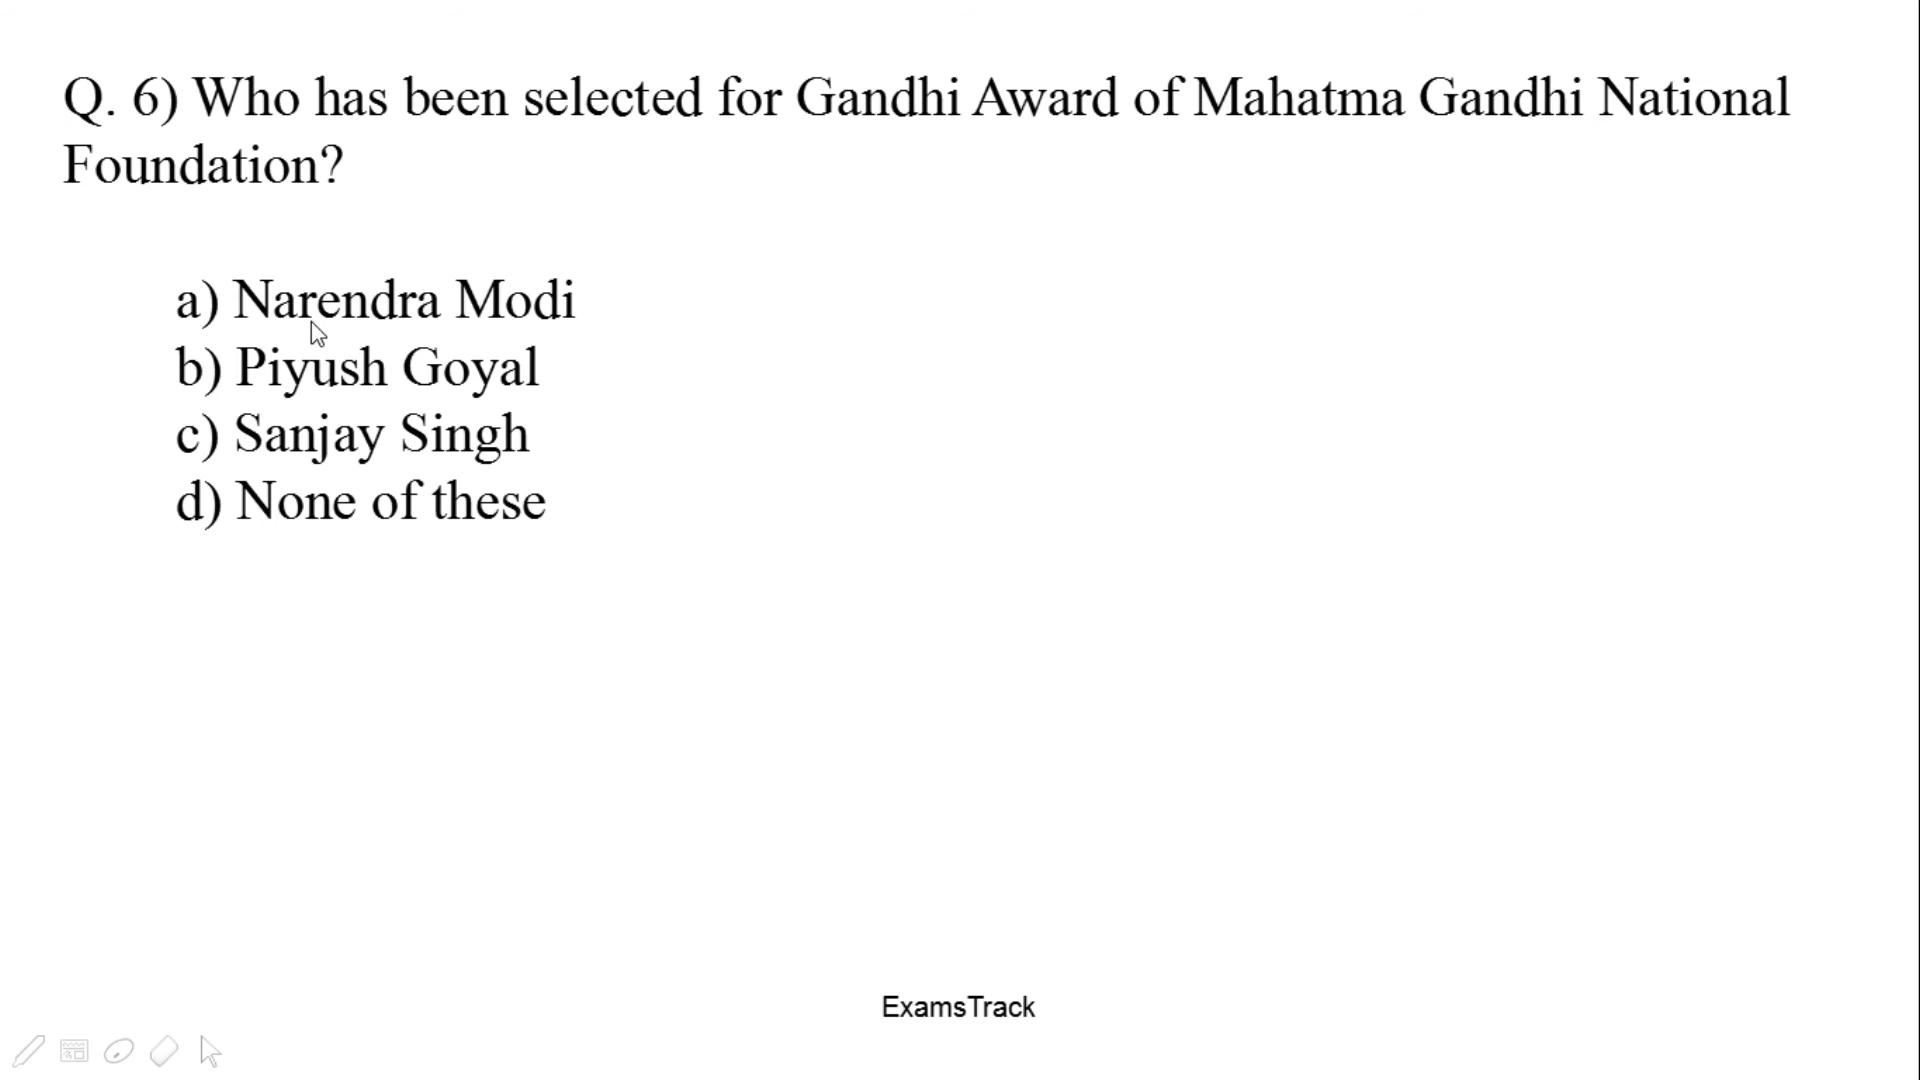 Q. 6) Who has been selected for Gandhi Award of Mahatma Gandhi National
Foundation?
a) Narendra Modi
b) Piyush Goyal
c) Sanjay Singh
d) None of these
ExamsTrack